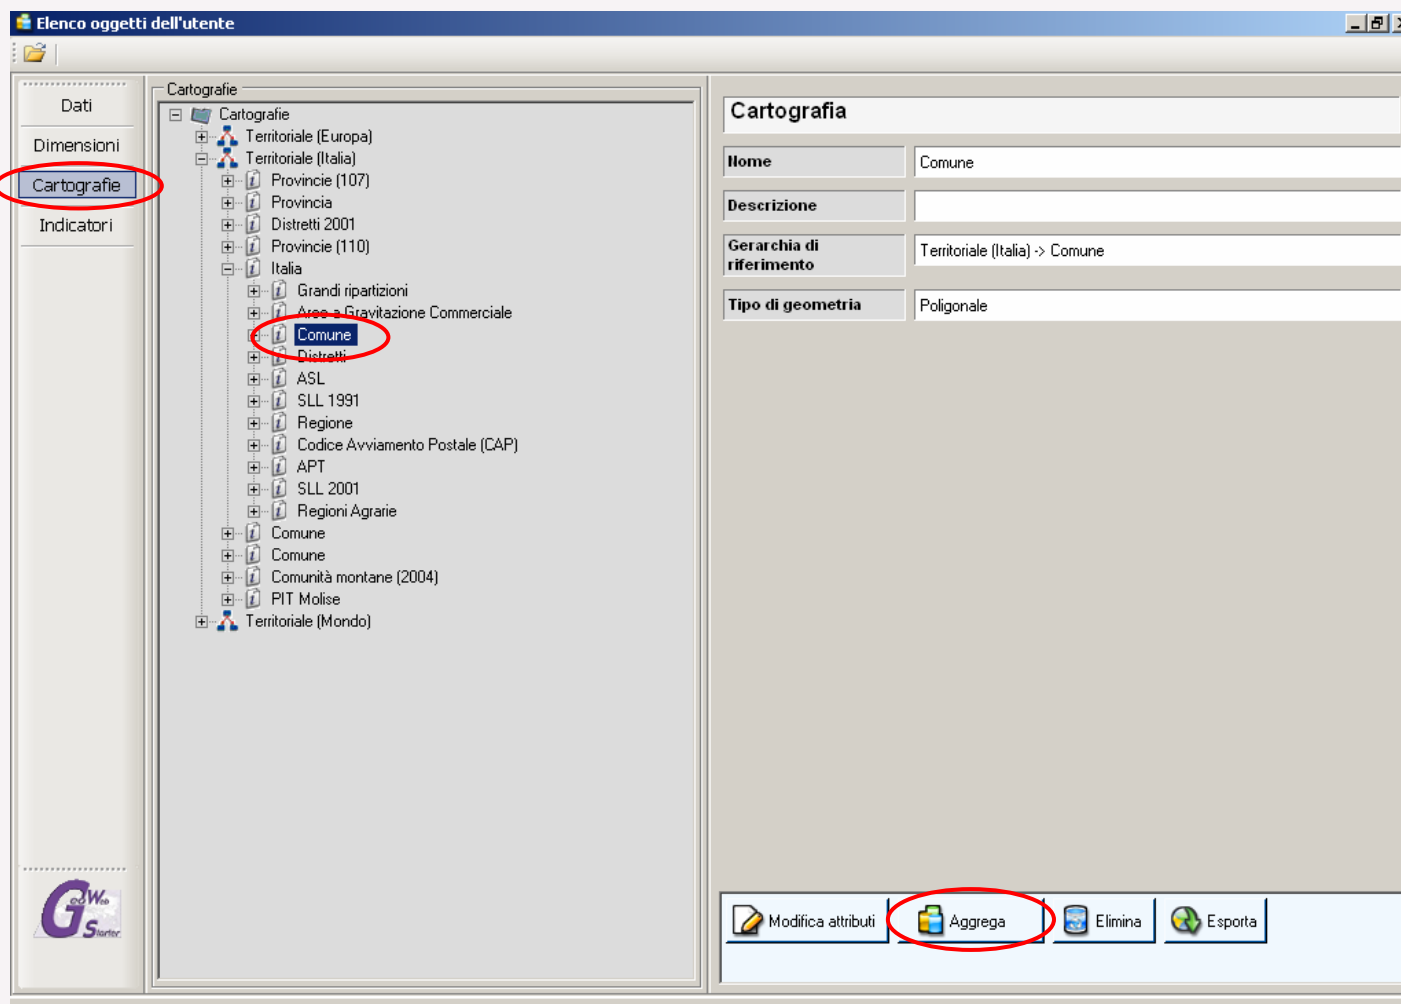 Elenco oggetti dell'utente
Dati
Dimensioni
Cartografie
Indicatori
Cartografie
Cartografie
Territoriale (Europa)
Territoriale (Italia)
Provincie (107)
Provincia
Distretti 2001
Provincie (110)
Italia
Grandi ripartizioni
Aree a Gravitazione Commerciale
Comune
Distretti
ASL
SLL 1991
Regione
Codice Avviamento Postale (CAP)
APT
SLL 2001
Regioni Agrarie
Comune
Comune
Comunità montane (2004)
PIT Molise
Territoriale (Mondo)
Cartografia
Nome
Comune
Descrizione
Gerarchia di
riferimento
Territoriale (Italia) -> Comune
Tipo di geometria
Poligonale
Modifica attributi
Aggrega
Elimina
Esporta
GeoWeb
Starter